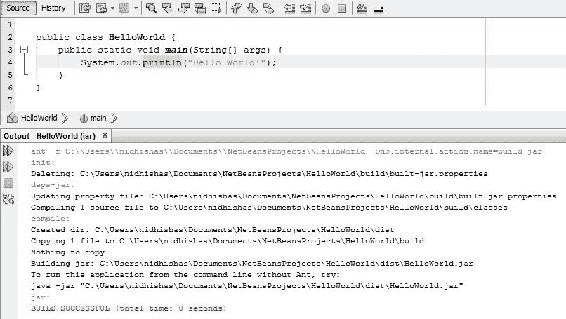 Source History
1
2 public class HelloWorld {
3 public static void main(String[] args) {
4 System.out.println("Hello World!");
5 }
6 }
7
HelloWorld main
Output HelloWorld (jar) ×
ant -f C:\\Users\\nidhishas\\Documents\\NetBeansProjects\\HelloWorld -Dnb.internal.action.name=build jar
init:
Deleting: C:\Users\nidhishas\Documents\NetBeansProjects\HelloWorld\build\built-jar.properties
deps-jar:
Updating property file: C:\Users\nidhishas\Documents\NetBeansProjects\HelloWorld\build\built-jar.properties
Compiling 1 source file to C:\Users\nidhishas\Documents\NetBeansProjects\HelloWorld\build\classes
compile:
Created dir: C:\Users\nidhishas\Documents\NetBeansProjects\HelloWorld\dist
Copying 1 file to C:\Users\nidhishas\Documents\NetBeansProjects\HelloWorld\build
Nothing to copy.
Building jar: C:\Users\nidhishas\Documents\NetBeansProjects\HelloWorld\dist\HelloWorld.jar
To run this application from the command line without Ant, try:
java -jar "C:\Users\nidhishas\Documents\NetBeansProjects\HelloWorld\dist\HelloWorld.jar"
jar:
BUILD SUCCESSFUL (total time: 0 seconds)